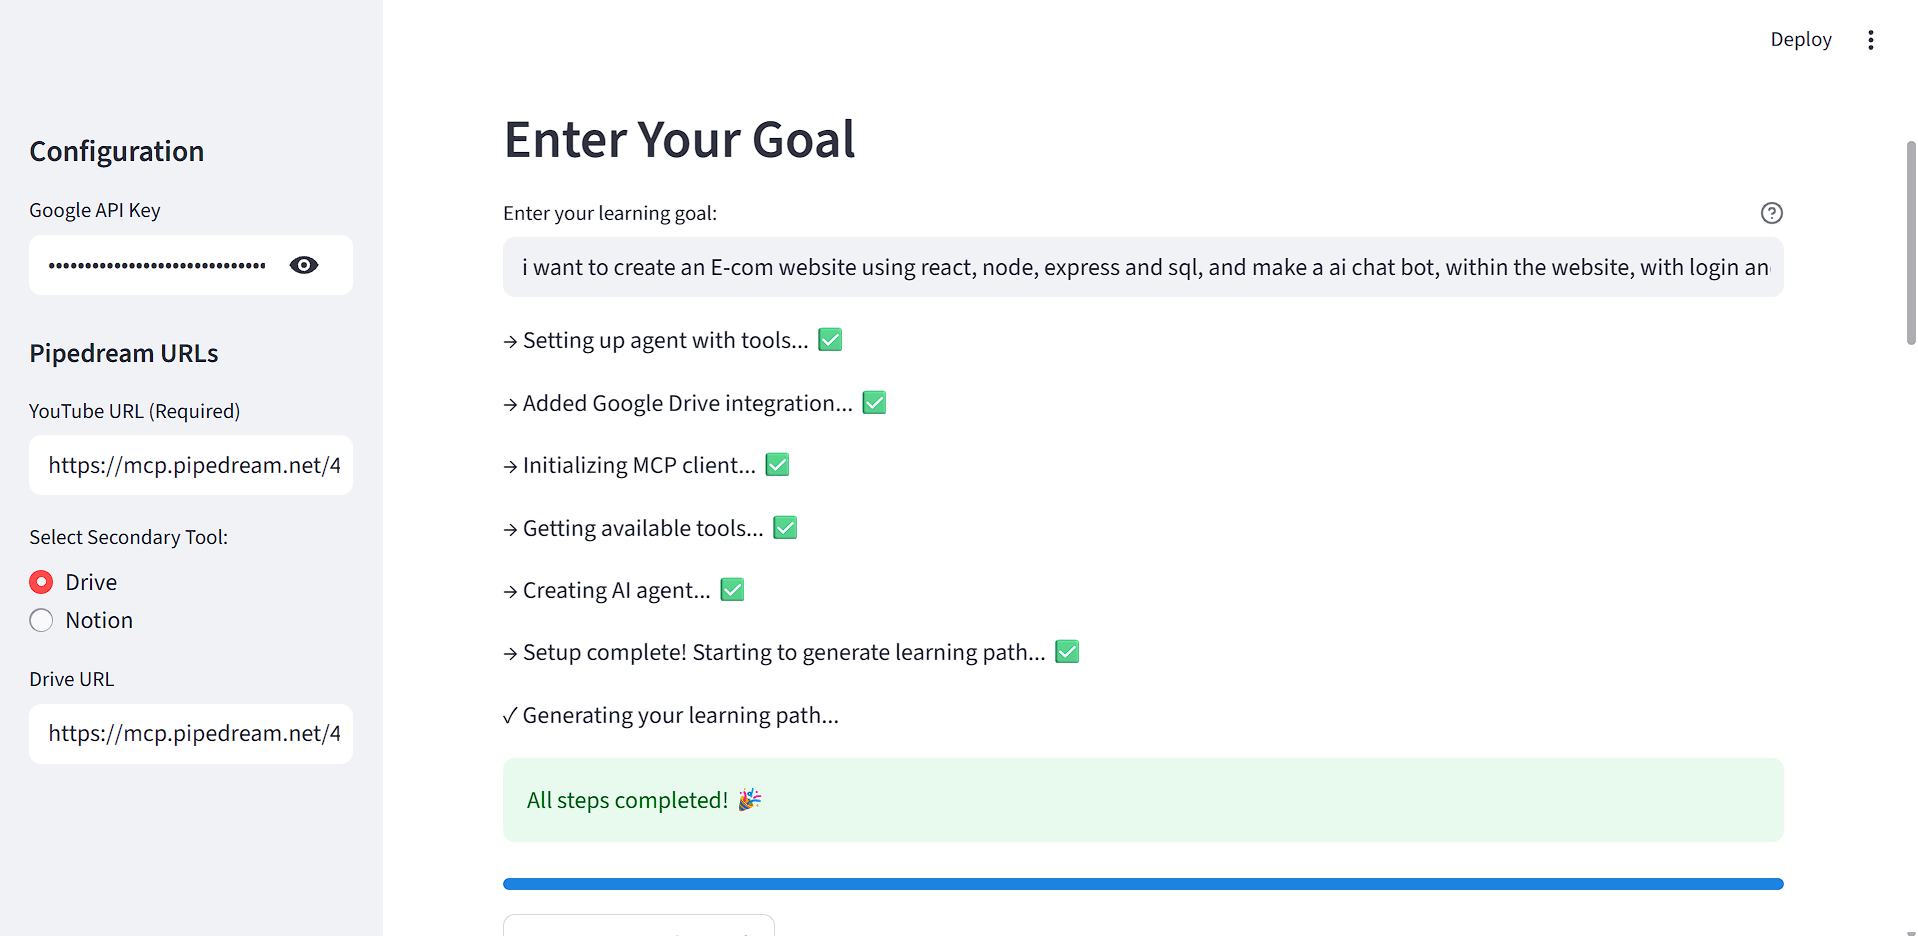 Deploy
Configuration
Google API Key
••••••••••••••••••••••••••••••
Pipedream URLs
YouTube URL (Required)
https://mcp.pipedream.net/4
Select Secondary Tool:
Drive
Notion
Drive URL
https://mcp.pipedream.net/4
Enter Your Goal
Enter your learning goal:
i want to create an E-com website using react, node, express and sql, and make a ai chat bot, within the website, with login an
→ Setting up agent with tools... ✅
→ Added Google Drive integration... ✅
→ Initializing MCP client... ✅
→ Getting available tools... ✅
→ Creating AI agent... ✅
→ Setup complete! Starting to generate learning path... ✅
✓ Generating your learning path...
All steps completed! 🎉